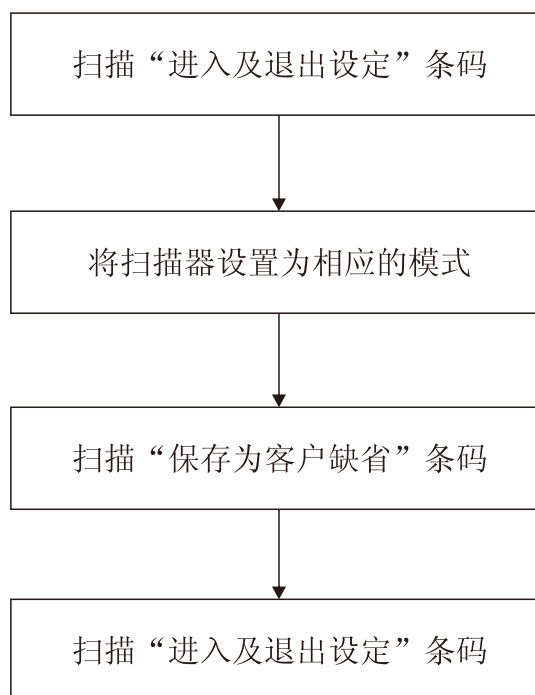 扫描“进入及退出设定”条码
将扫描器设置为相应的模式
扫描“保存为客户缺省”条码
扫描“进入及退出设定”条码